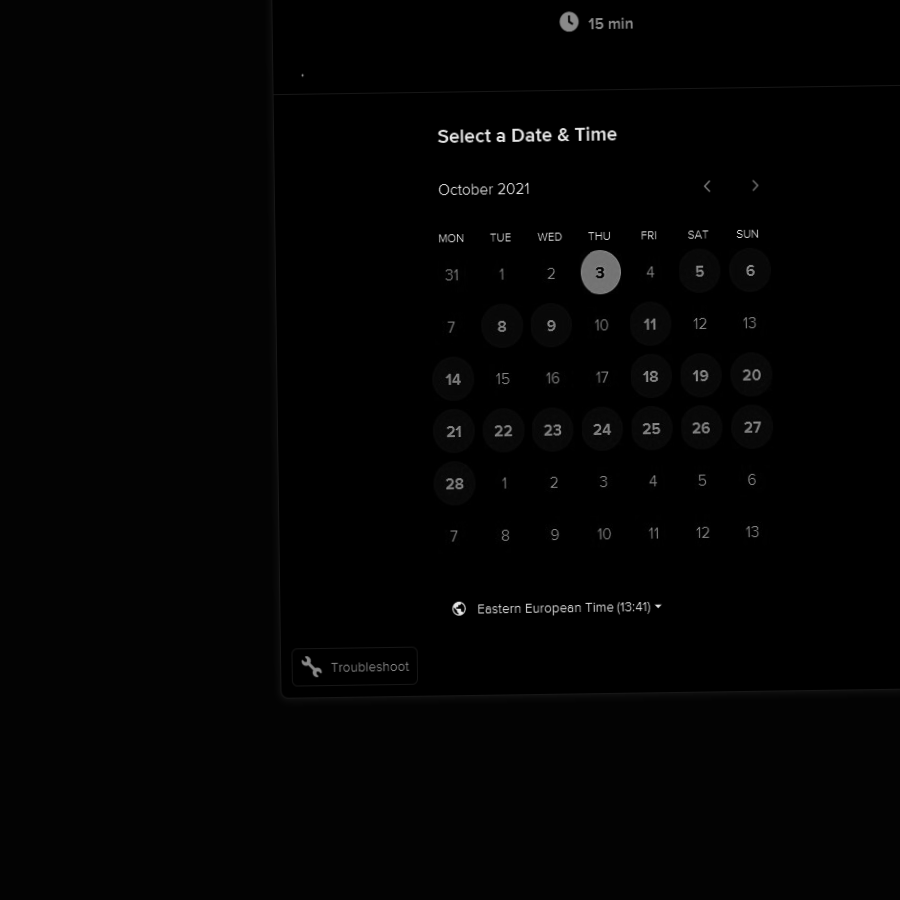 15 min
Select a Date & Time
October 2021
MON TUE WED THU FRI SAT SUN
31 1 2 3 4 5 6
7 8 9 10 11 12 13
14 15 16 17 18 19 20
21 22 23 24 25 26 27
28 1 2 3 4 5 6
7 8 9 10 11 12 13
Eastern European Time (13:41)
Troubleshoot